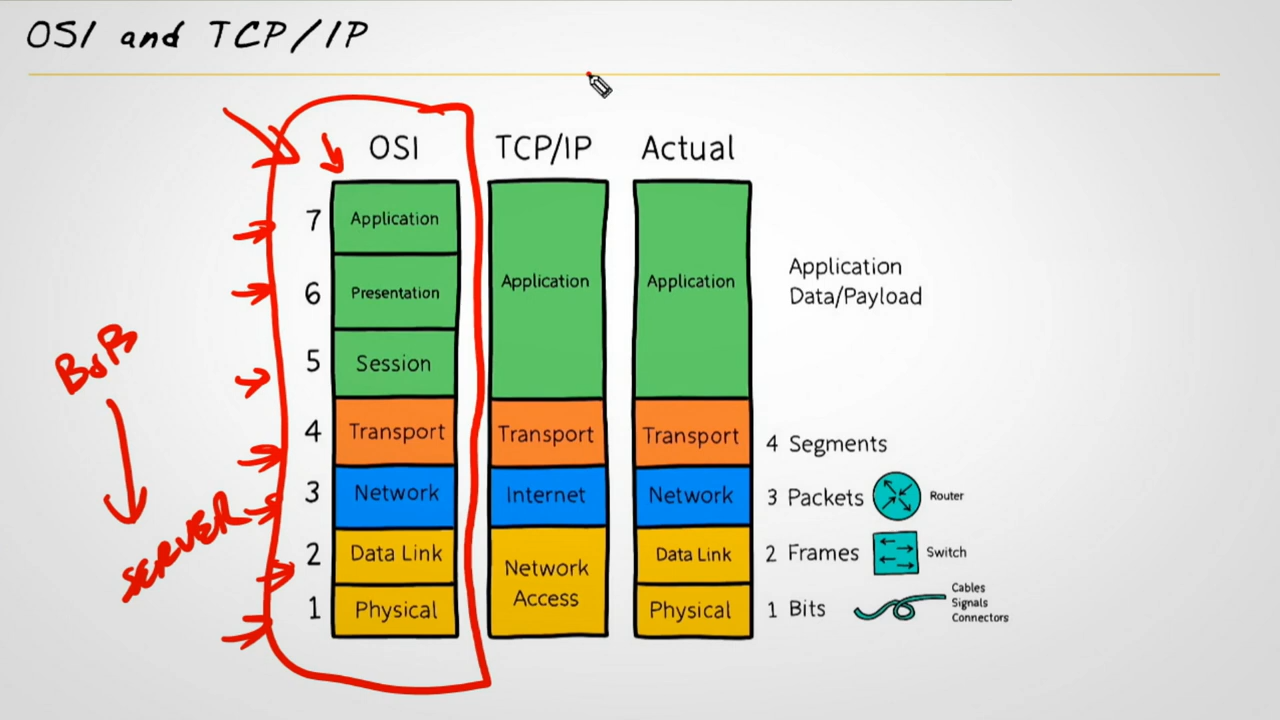 OSI and TCP/IP
OSI
TCP/IP
Actual
7
Application
6
Presentation
5
Session
4
Transport
3
Network
2
Data Link
1
Physical
Application
Transport
Internet
Network
Access
Application
Transport
Network
Data Link
Physical
Application
Data/Payload
4 Segments
3 Packets
Router
2 Frames
Switch
1 Bits
Cables
Signals
Connectors
BOB
SERVER